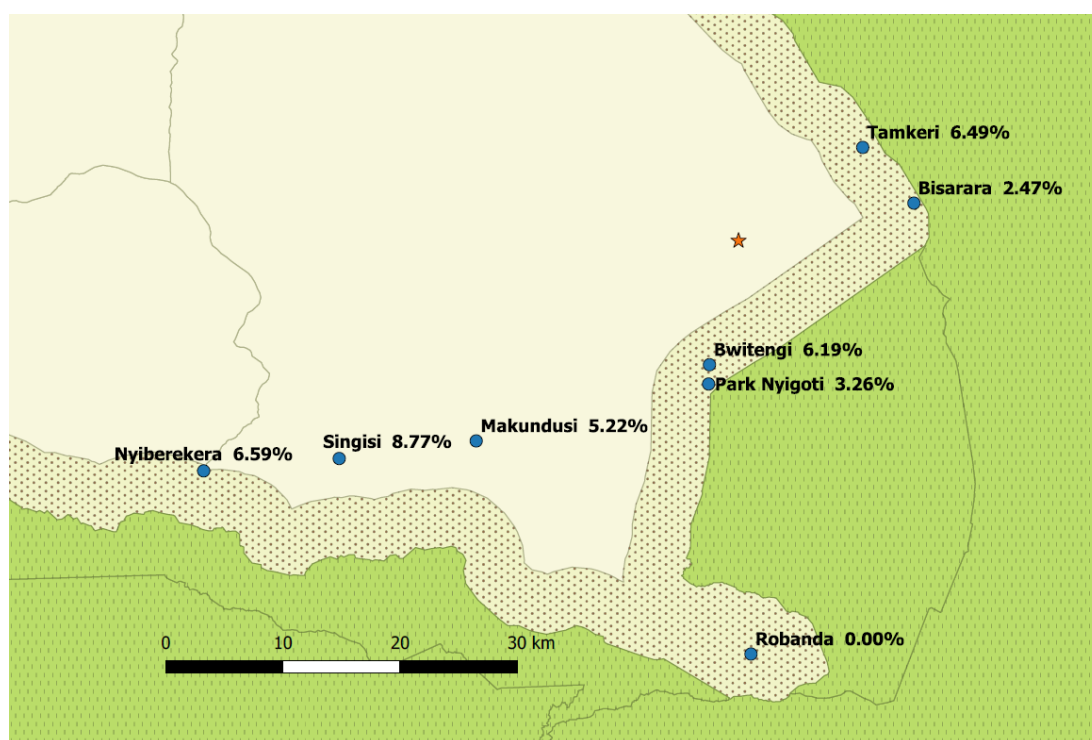 Tamkeri 6.49%
Bisarara 2.47%
Bwitengi 6.19%
Park Nyigoti 3.26%
Makundusi 5.22%
Singisi 8.77%
Nyiberekera 6.59%
0 10 20 30 km
Robanda 0.00%